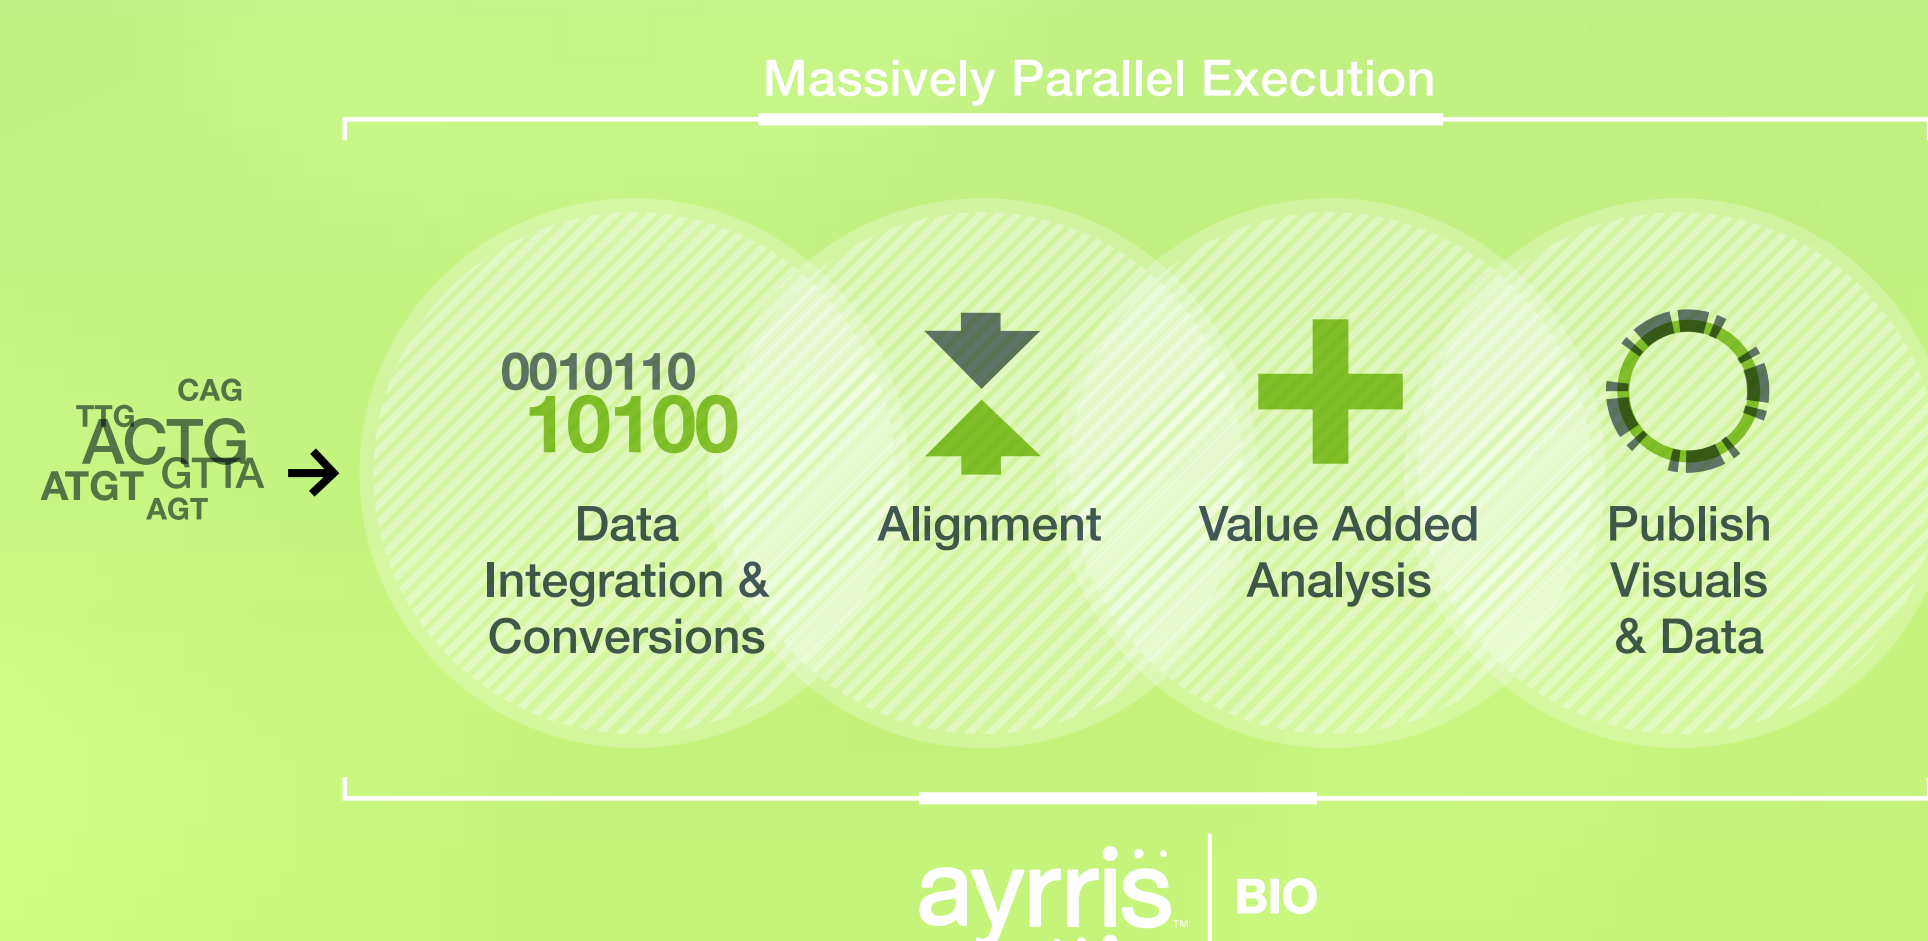 Massively Parallel Execution
CAG
TTG
ACTG
GTTA
ATGT
AGT
0010110
10100
Data
Integration &
Conversions
Alignment
Value Added
Analysis
Publish
Visuals
& Data
ayrris™
BIO